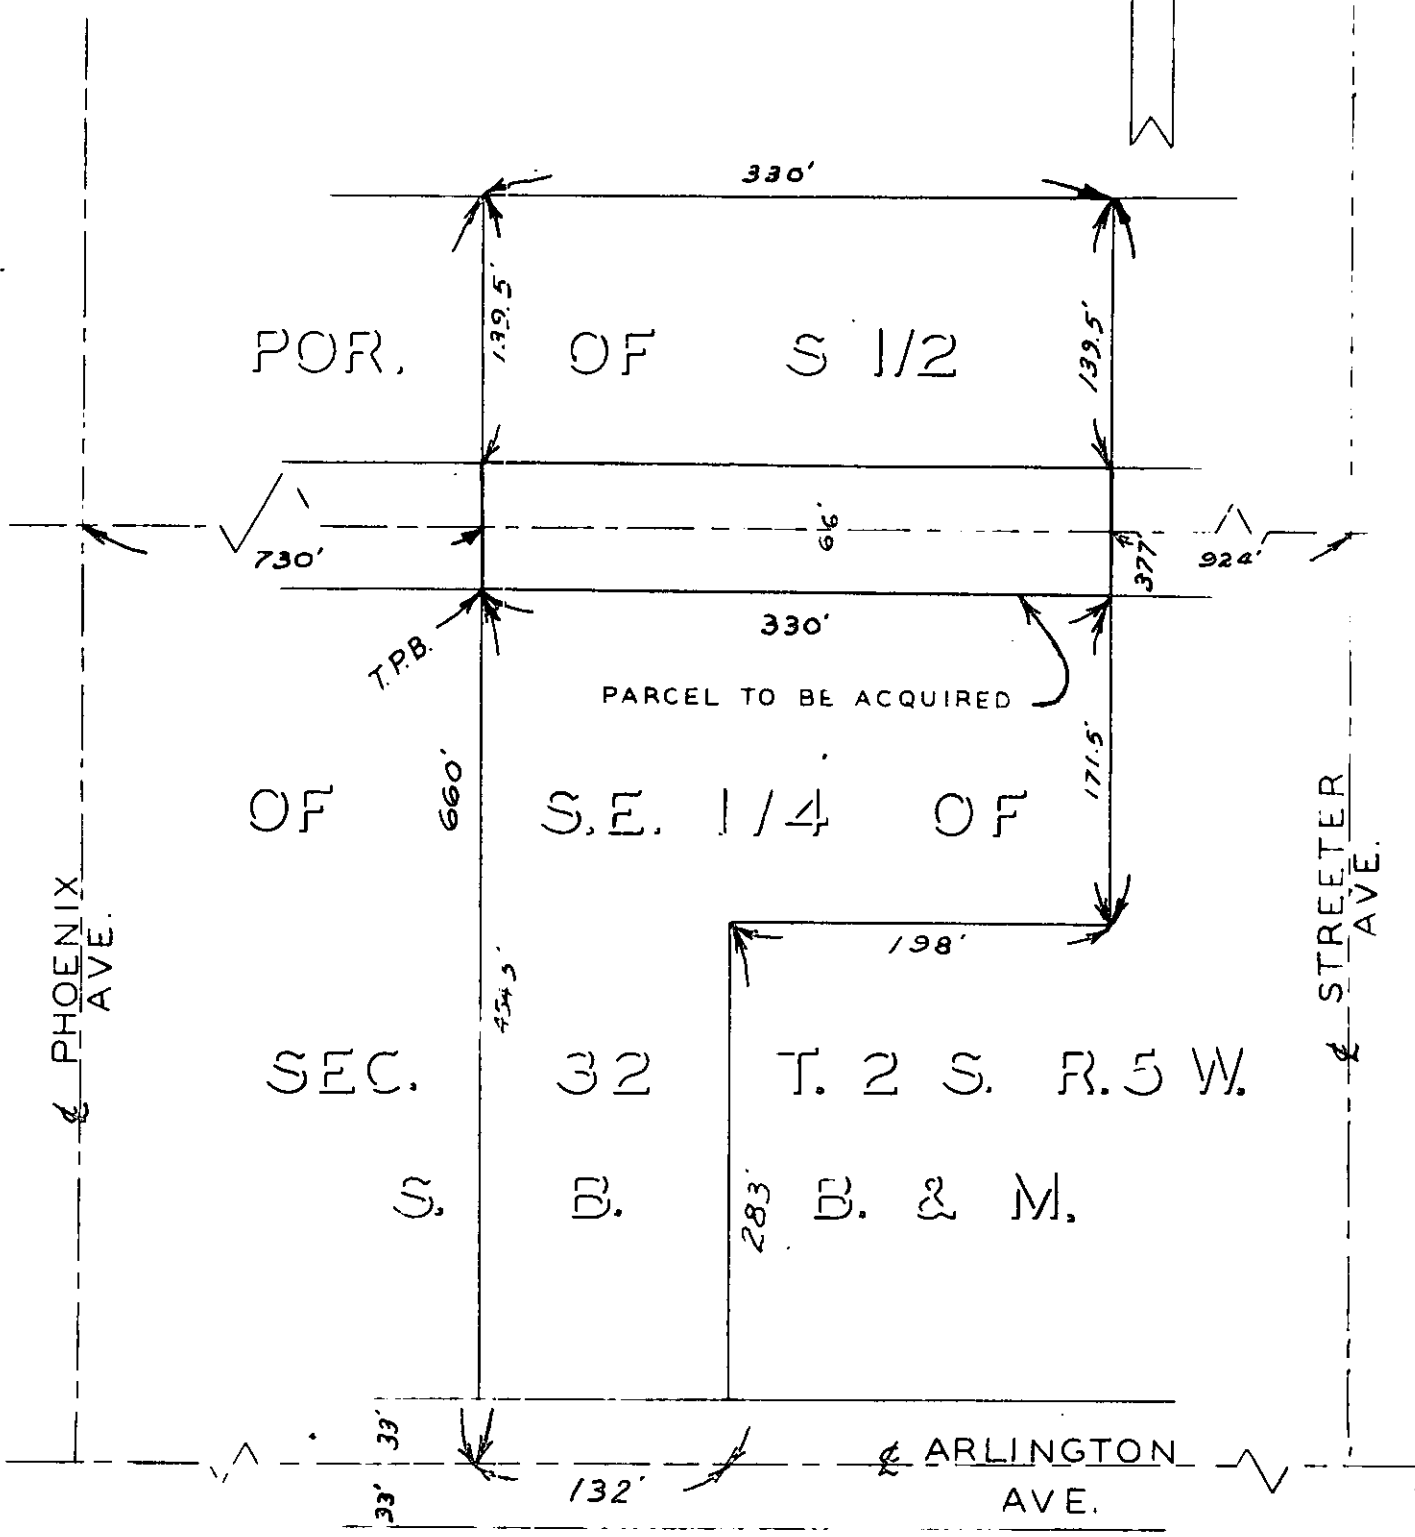 330'
139.5'
139.5'
POR. OF S 1/2
66'
730'
377'
924'
330'
T.P.B.
PARCEL TO BE ACQUIRED
660'
171.5'
OF S.E. 1/4 OF
℄ PHOENIX
AVE.
℄ STREETER
AVE.
198'
454.5'
SEC. 32 T. 2 S. R. 5 W.
283'
S. B. B. & M.
33'
℄ ARLINGTON
AVE.
132'
33'